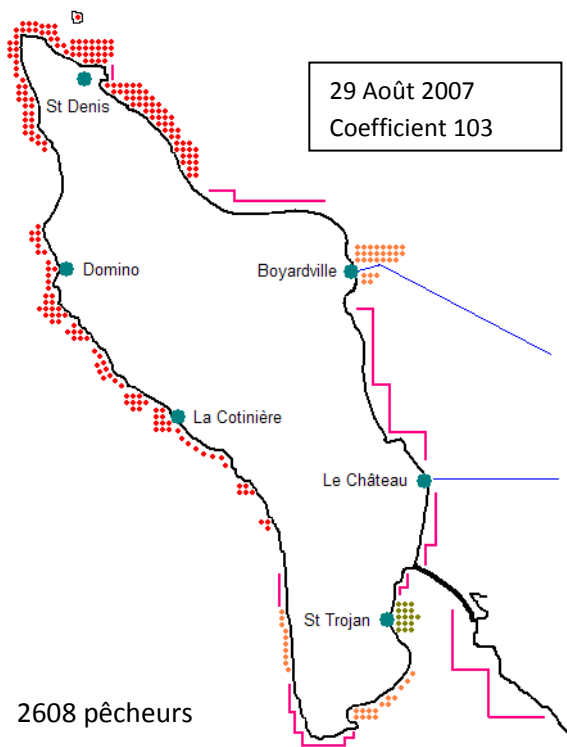 29 Août 2007
Coefficient 103
St Denis
Domino
Boyardville
La Cotinière
Le Château
St Trojan
2608 pêcheurs